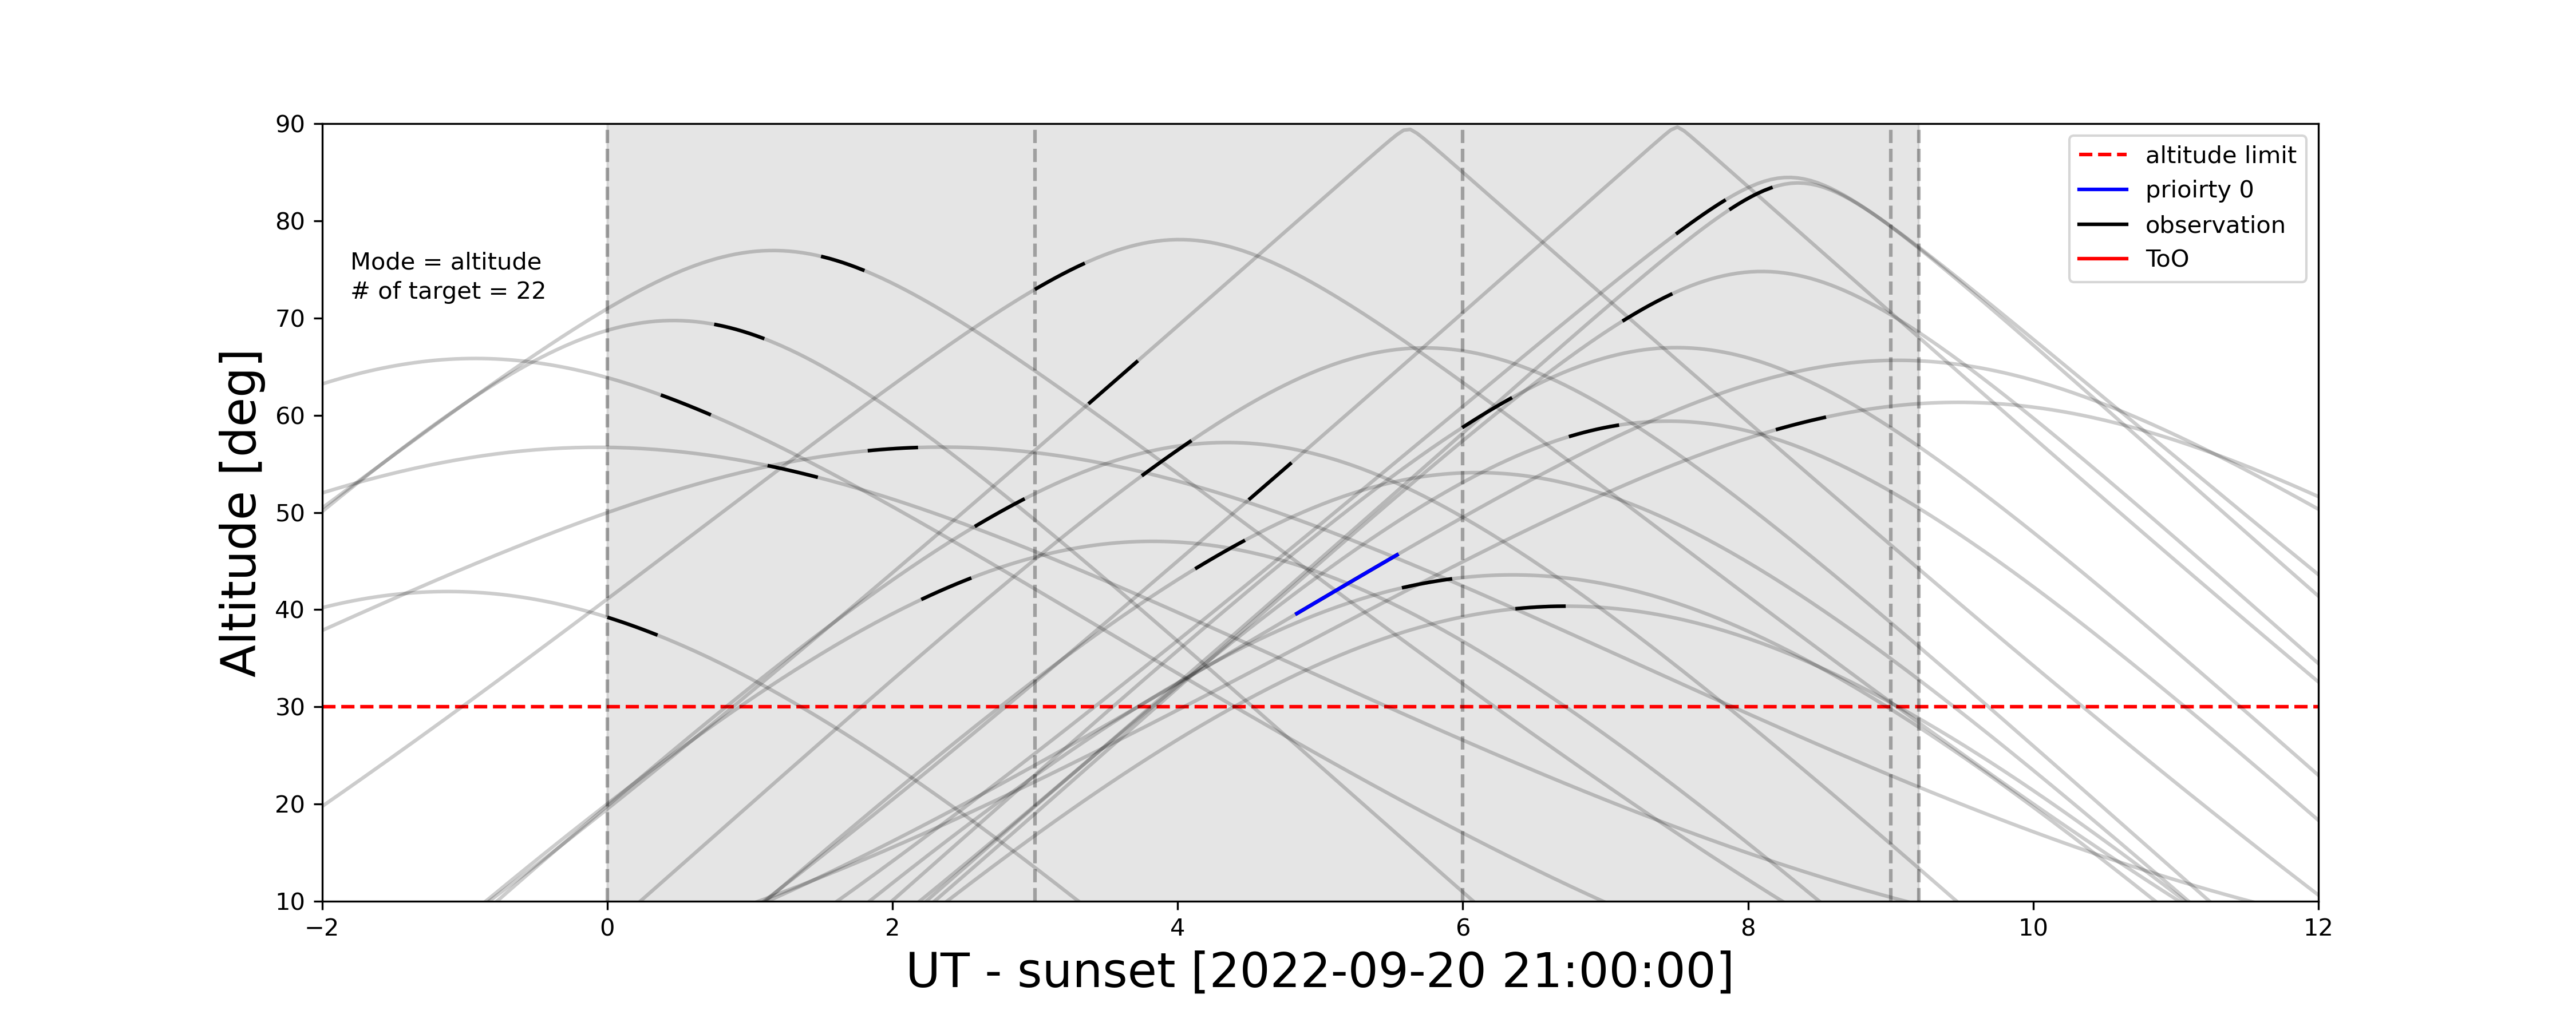 90
80
70
60
50
40
30
20
10
Altitude [deg]
Mode = altitude
# of target = 22
altitude limit
prioirty 0
observation
ToO
−2 0 2 4 6 8 10 12
UT - sunset [2022-09-20 21:00:00]